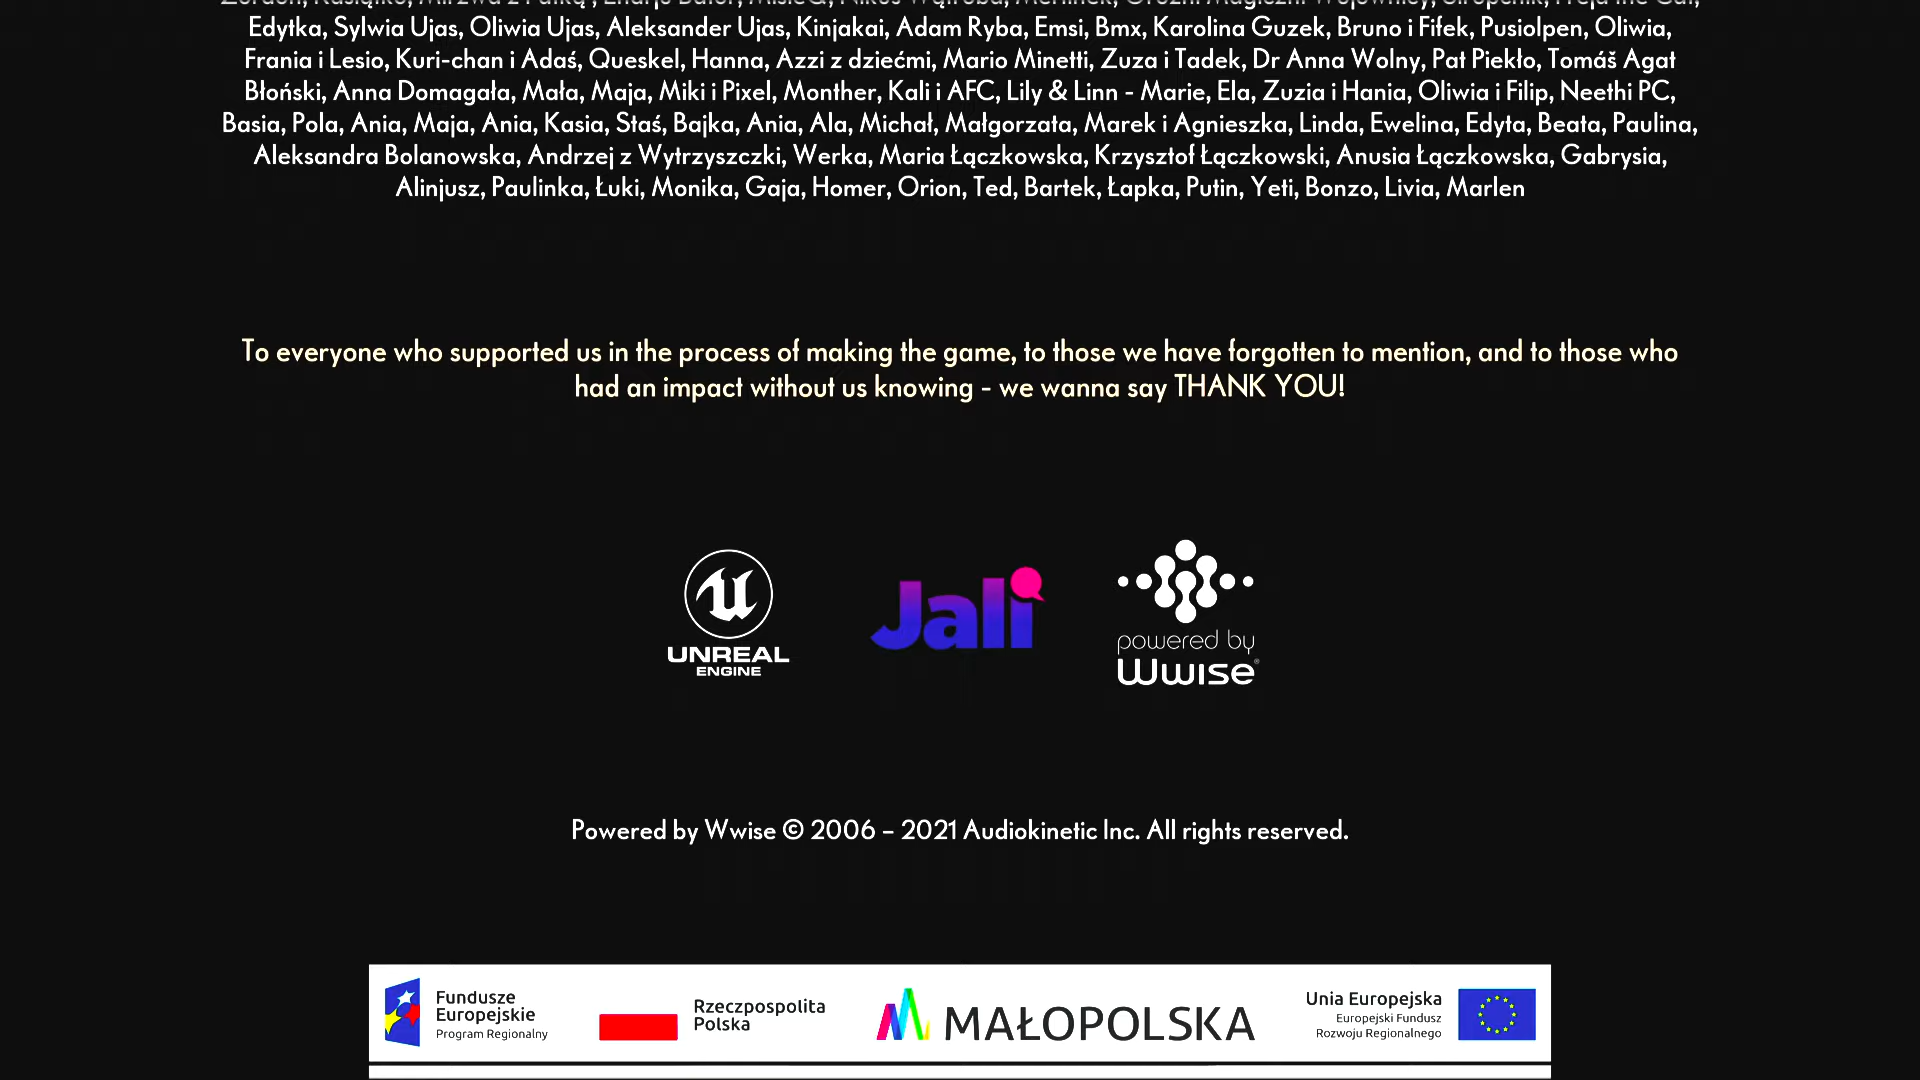 Edytka, Sylwia Ujas, Oliwia Ujas, Aleksander Ujas, Kinjakai, Adam Ryba, Emsi, Bmx, Karolina Guzek, Bruno i Fifek, Pusiolpen, Oliwia,
Frania i Lesio, Kuri-chan i Adaś, Queskel, Hanna, Azzi z dziećmi, Mario Minetti, Zuza i Tadek, Dr Anna Wolny, Pat Piekło, Tomáš Agat
Błoński, Anna Domagała, Mała, Maja, Miki i Pixel, Monther, Kali i AFC, Lily & Linn - Marie, Ela, Zuzia i Hania, Oliwia i Filip, Neethi PC,
Basia, Pola, Ania, Maja, Ania, Kasia, Staś, Bajka, Ania, Ala, Michał, Małgorzata, Marek i Agnieszka, Linda, Ewelina, Edyta, Beata, Paulina,
Aleksandra Bolanowska, Andrzej z Wytrzyszczki, Werka, Maria Łączkowska, Krzysztof Łączkowski, Anusia Łączkowska, Gabrysia,
Alinjusz, Paulinka, Łuki, Monika, Gaja, Homer, Orion, Ted, Bartek, Łapka, Putin, Yeti, Bonzo, Livia, Marlen
To everyone who supported us in the process of making the game, to those we have forgotten to mention, and to those who
had an impact without us knowing - we wanna say THANK YOU!
UNREAL
ENGINE
Jali
powered by
Wwise®
Powered by Wwise © 2006 – 2021 Audiokinetic Inc. All rights reserved.
Fundusze
Europejskie
Program Regionalny
Rzeczpospolita
Polska
MAŁOPOLSKA
Unia Europejska
Europejski Fundusz
Rozwoju Regionalnego